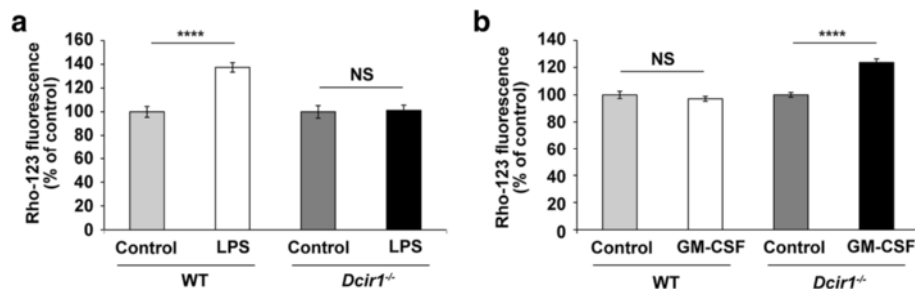 a
Rho-123 fluorescence
(% of control)
160
140
120
100
80
60
40
20
0
****
NS
Control LPS Control LPS
WT Dcir1-/-
b
Rho-123 fluorescence
(% of control)
140
120
100
80
60
40
20
0
NS
****
Control GM-CSF Control GM-CSF
WT Dcir1-/-